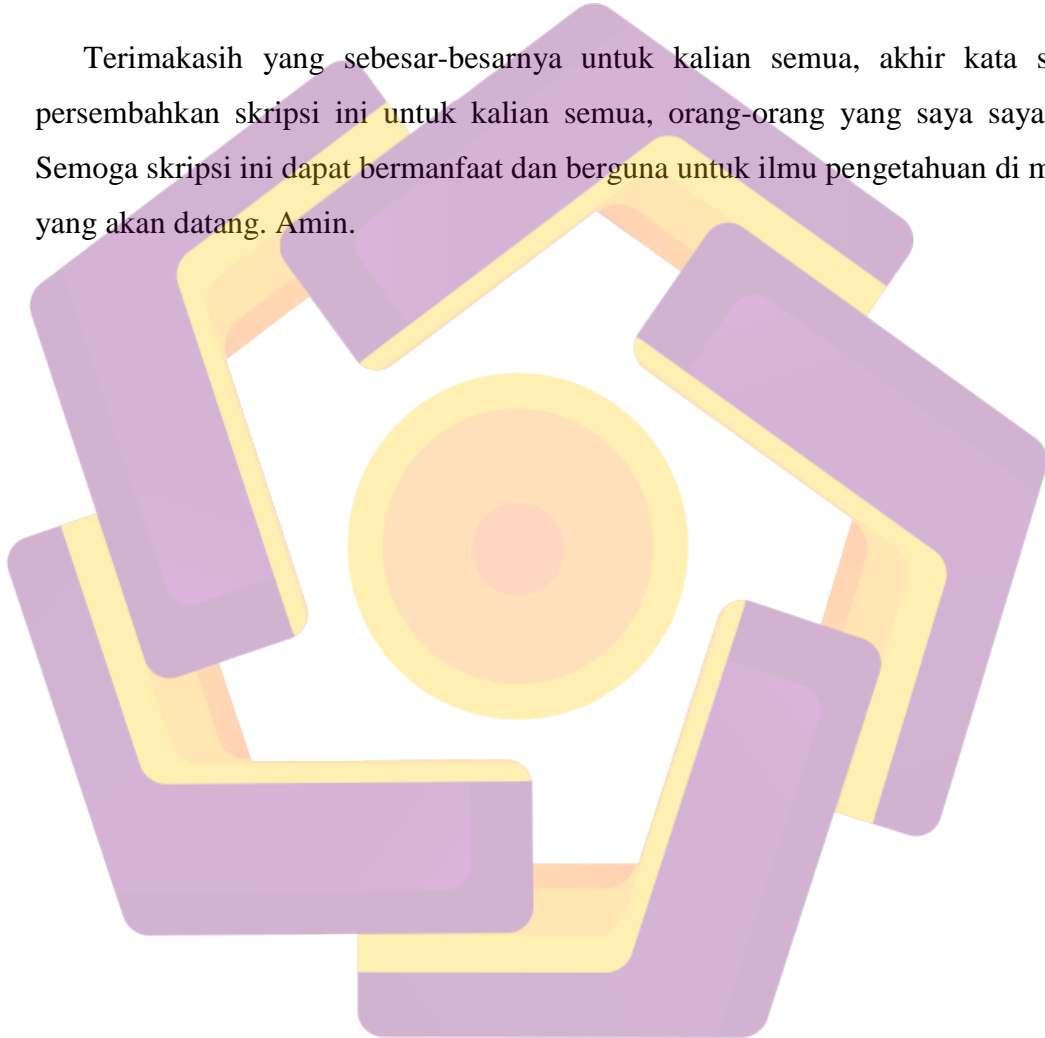 Terimakasih yang sebesar-besarnya untuk kalian semua, akhir kata s
persembahkan skripsi ini untuk kalian semua, orang-orang yang saya saya
Semoga skripsi ini dapat bermanfaat dan berguna untuk ilmu pengetahuan di m
yang akan datang. Amin.